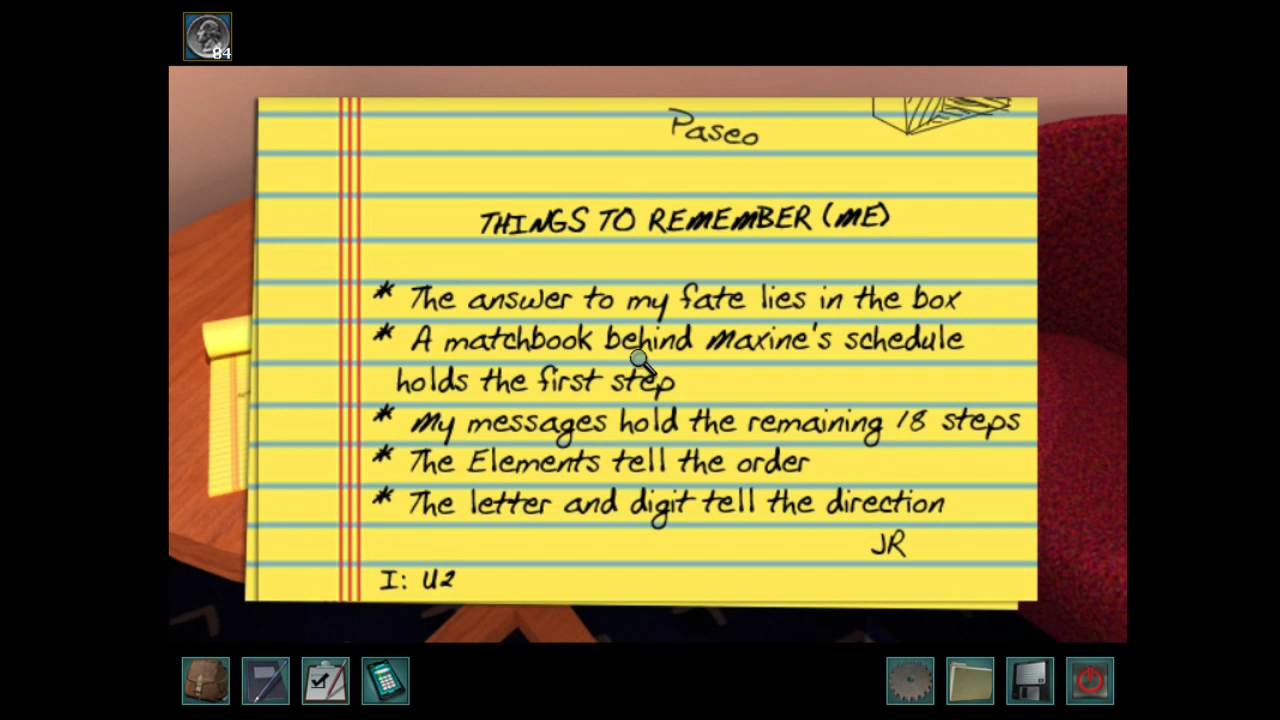 84
Paseo
THINGS TO REMEMBER (ME)
* The answer to my fate lies in the box
* A matchbook behind Maxine's schedule
holds the first step
* My messages hold the remaining 18 steps
* The Elements tell the order
* The letter and digit tell the direction
JR
I: U2